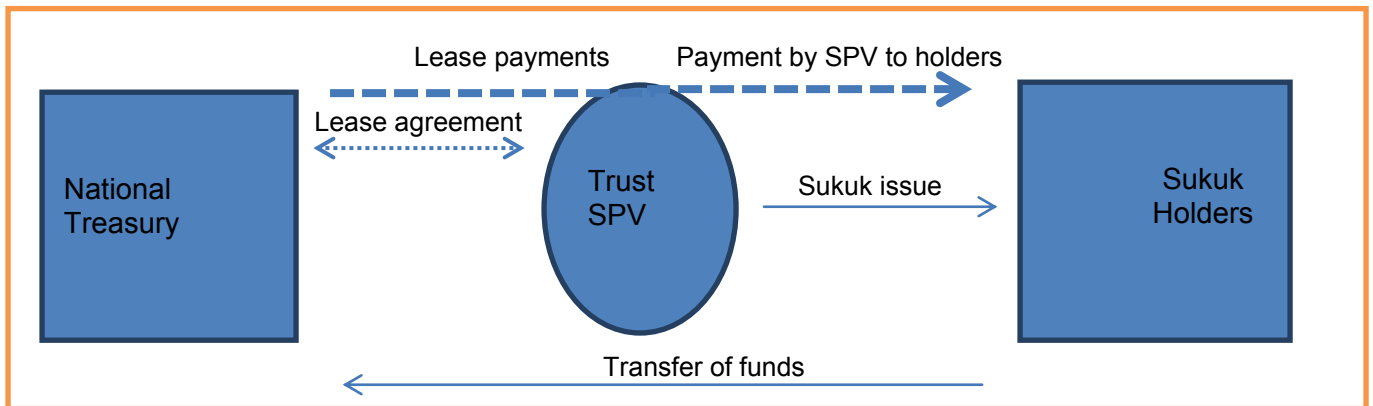 Lease payments
Payment by SPV to holders
Lease agreement
National
Treasury
Trust
SPV
Sukuk issue
Sukuk
Holders
Transfer of funds